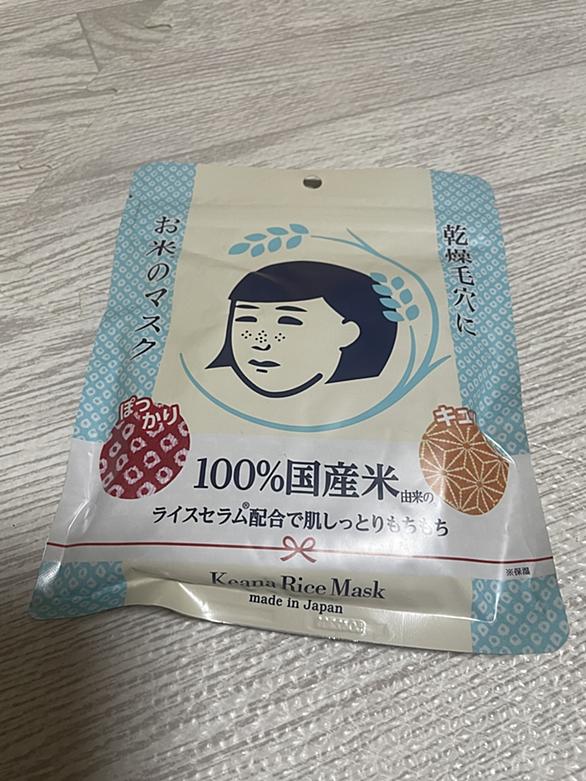 乾燥毛穴に
お米のマスク
ぽっかり
キュッ
100%国産米由来の
ライスセラム®配合で肌しっとりもちもち
※保湿
Keana Rice Mask
made in Japan